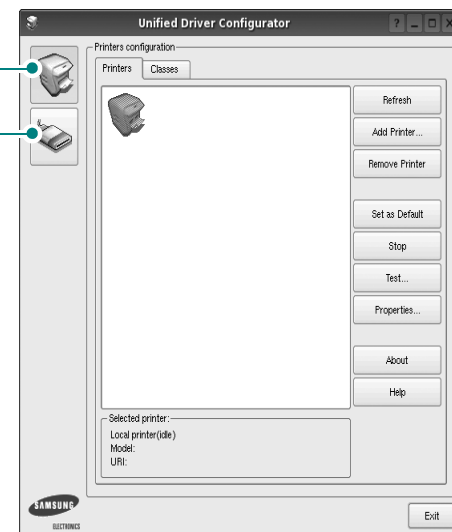 Unified Driver Configurator
Printers configuration
Printers
Classes
Refresh
Add Printer...
Remove Printer
Set as Default
Stop
Test...
Properties...
About
Help
Selected printer:
Local printer(idle)
Model:
URI:
SAMSUNG
ELECTRONICS
Exit